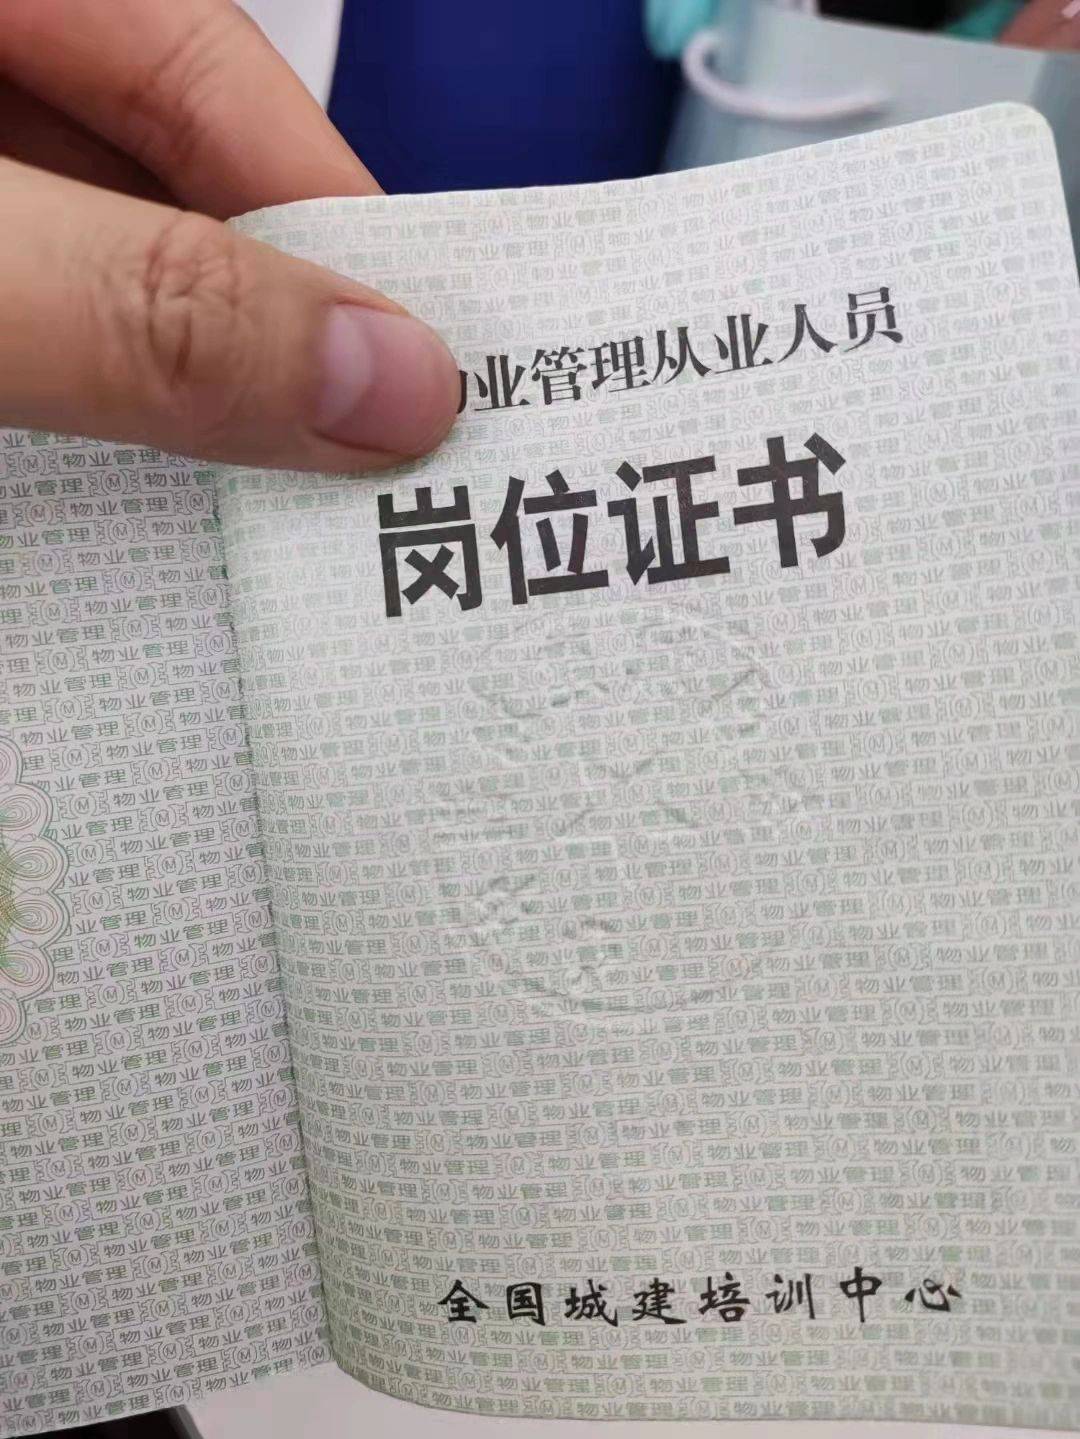 物业管理从业人员
岗位证书
全国城建培训中心